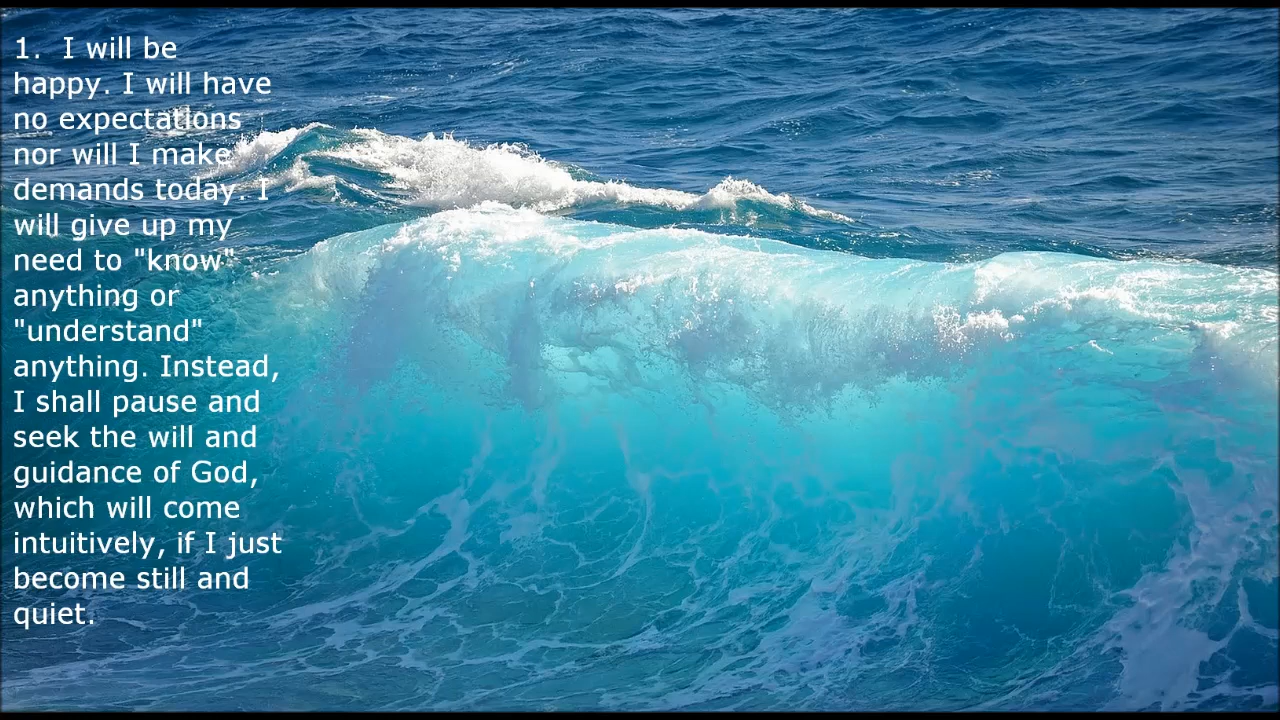 1.  I will be
happy. I will have
no expectations
nor will I make
demands today. I
will give up my
need to "know"
anything or
"understand"
anything. Instead,
I shall pause and
seek the will and
guidance of God,
which will come
intuitively, if I just
become still and
quiet.